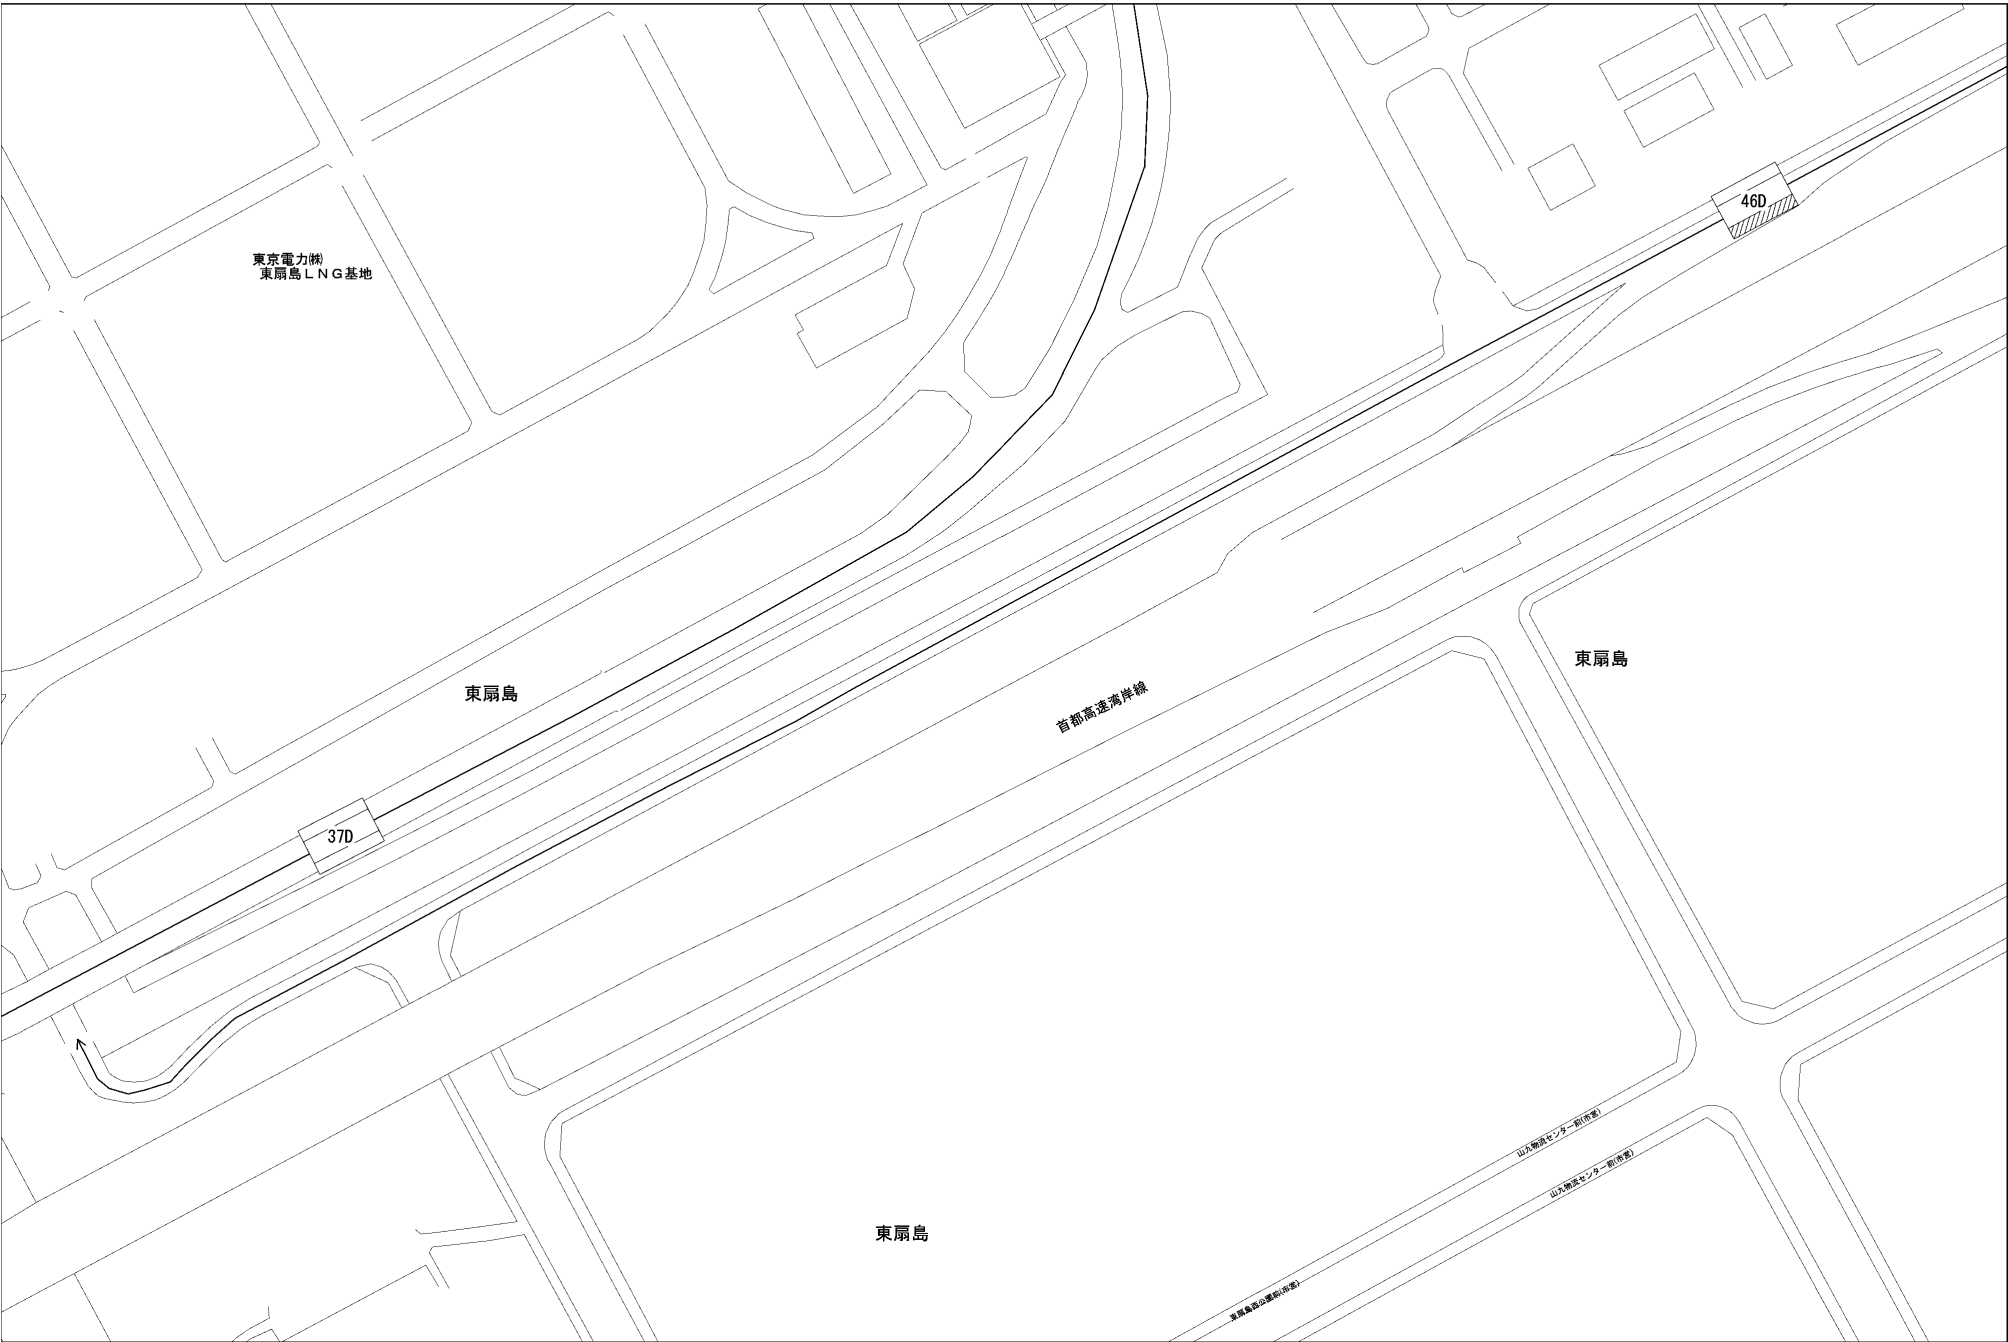 46D
東京電力㈱
東扇島ＬＮＧ基地
東扇島
東扇島
首都高速湾岸線
37D
山九物流センター前(市営)
山九物流センター前(市営)
東扇島
東扇島西公園前(市営)